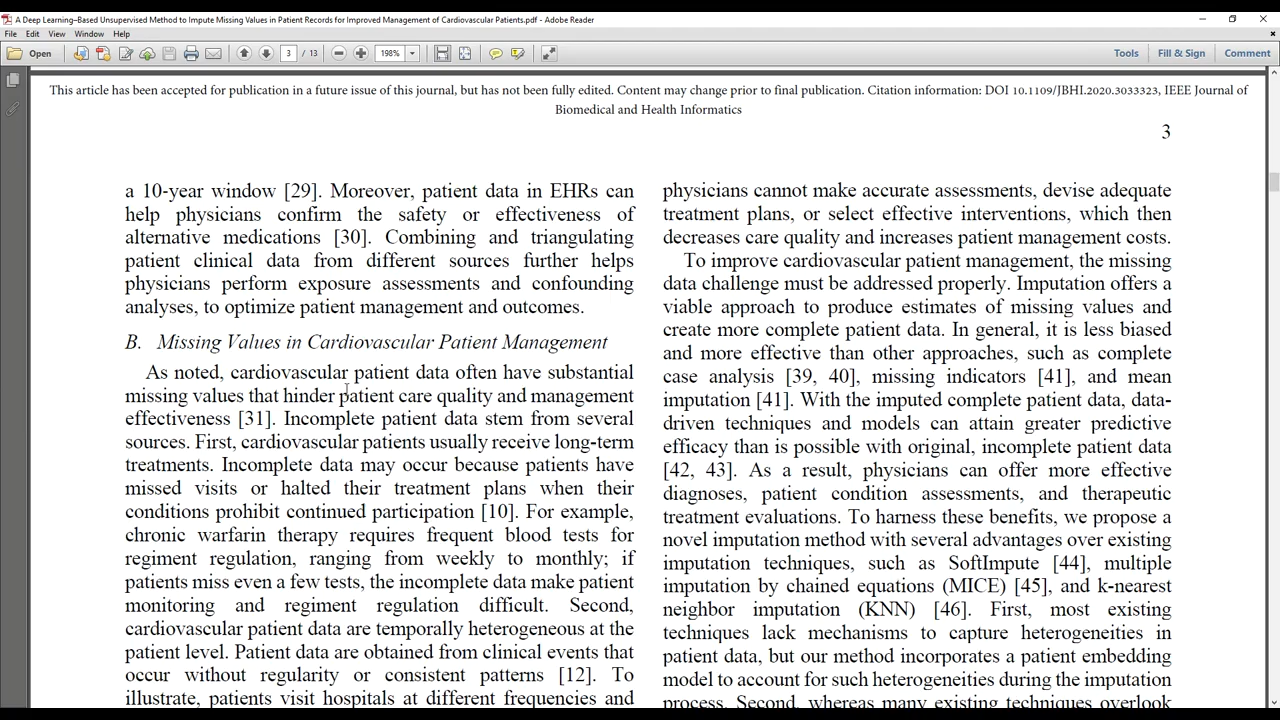 A Deep Learning–Based Unsupervised Method to Impute Missing Values in Patient Records for Improved Management of Cardiovascular Patients.pdf - Adobe Reader
File Edit View Window Help
Open 3 / 13 198% Tools Fill & Sign Comment
This article has been accepted for publication in a future issue of this journal, but has not been fully edited. Content may change prior to final publication. Citation information: DOI 10.1109/JBHI.2020.3033323, IEEE Journal of
Biomedical and Health Informatics
3
a 10-year window [29]. Moreover, patient data in EHRs can
help physicians confirm the safety or effectiveness of
alternative medications [30]. Combining and triangulating
patient clinical data from different sources further helps
physicians perform exposure assessments and confounding
analyses, to optimize patient management and outcomes.
B. Missing Values in Cardiovascular Patient Management
As noted, cardiovascular patient data often have substantial
missing values that hinder patient care quality and management
effectiveness [31]. Incomplete patient data stem from several
sources. First, cardiovascular patients usually receive long-term
treatments. Incomplete data may occur because patients have
missed visits or halted their treatment plans when their
conditions prohibit continued participation [10]. For example,
chronic warfarin therapy requires frequent blood tests for
regiment regulation, ranging from weekly to monthly; if
patients miss even a few tests, the incomplete data make patient
monitoring and regiment regulation difficult. Second,
cardiovascular patient data are temporally heterogeneous at the
patient level. Patient data are obtained from clinical events that
occur without regularity or consistent patterns [12]. To
illustrate, patients visit hospitals at different frequencies and
physicians cannot make accurate assessments, devise adequate
treatment plans, or select effective interventions, which then
decreases care quality and increases patient management costs.
To improve cardiovascular patient management, the missing
data challenge must be addressed properly. Imputation offers a
viable approach to produce estimates of missing values and
create more complete patient data. In general, it is less biased
and more effective than other approaches, such as complete
case analysis [39, 40], missing indicators [41], and mean
imputation [41]. With the imputed complete patient data, data-
driven techniques and models can attain greater predictive
efficacy than is possible with original, incomplete patient data
[42, 43]. As a result, physicians can offer more effective
diagnoses, patient condition assessments, and therapeutic
treatment evaluations. To harness these benefits, we propose a
novel imputation method with several advantages over existing
imputation techniques, such as SoftImpute [44], multiple
imputation by chained equations (MICE) [45], and k-nearest
neighbor imputation (KNN) [46]. First, most existing
techniques lack mechanisms to capture heterogeneities in
patient data, but our method incorporates a patient embedding
model to account for such heterogeneities during the imputation
process. Second, whereas many existing techniques overlook